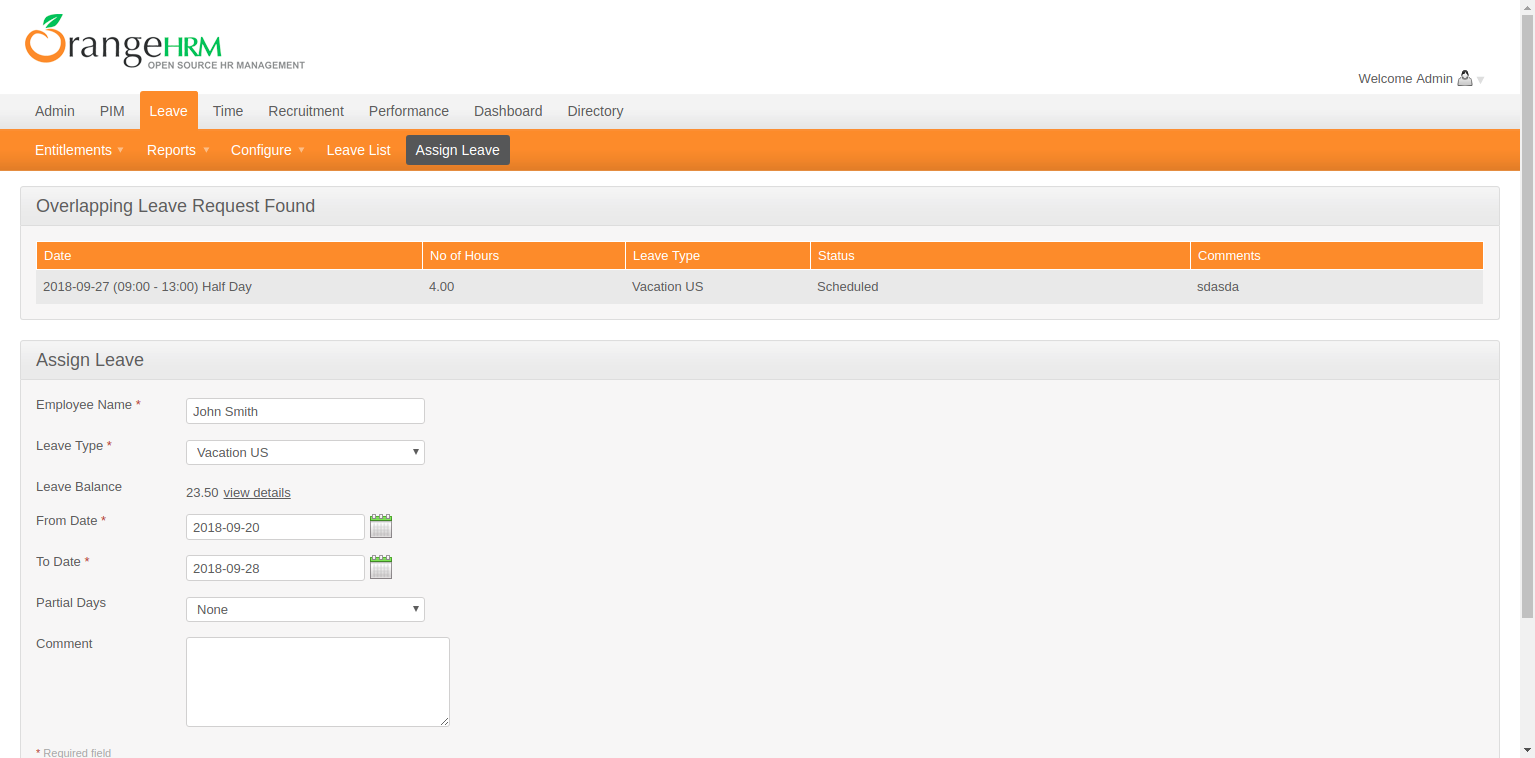 OrangeHRM
OPEN SOURCE HR MANAGEMENT
Welcome Admin
Admin PIM Leave Time Recruitment Performance Dashboard Directory
Entitlements Reports Configure Leave List Assign Leave
Overlapping Leave Request Found
Date No of Hours Leave Type Status Comments
2018-09-27 (09:00 - 13:00) Half Day 4.00 Vacation US Scheduled sdasda
Assign Leave
Employee Name * John Smith
Leave Type * Vacation US
Leave Balance 23.50 view details
From Date * 2018-09-20
To Date * 2018-09-28
Partial Days None
Comment
* Required field